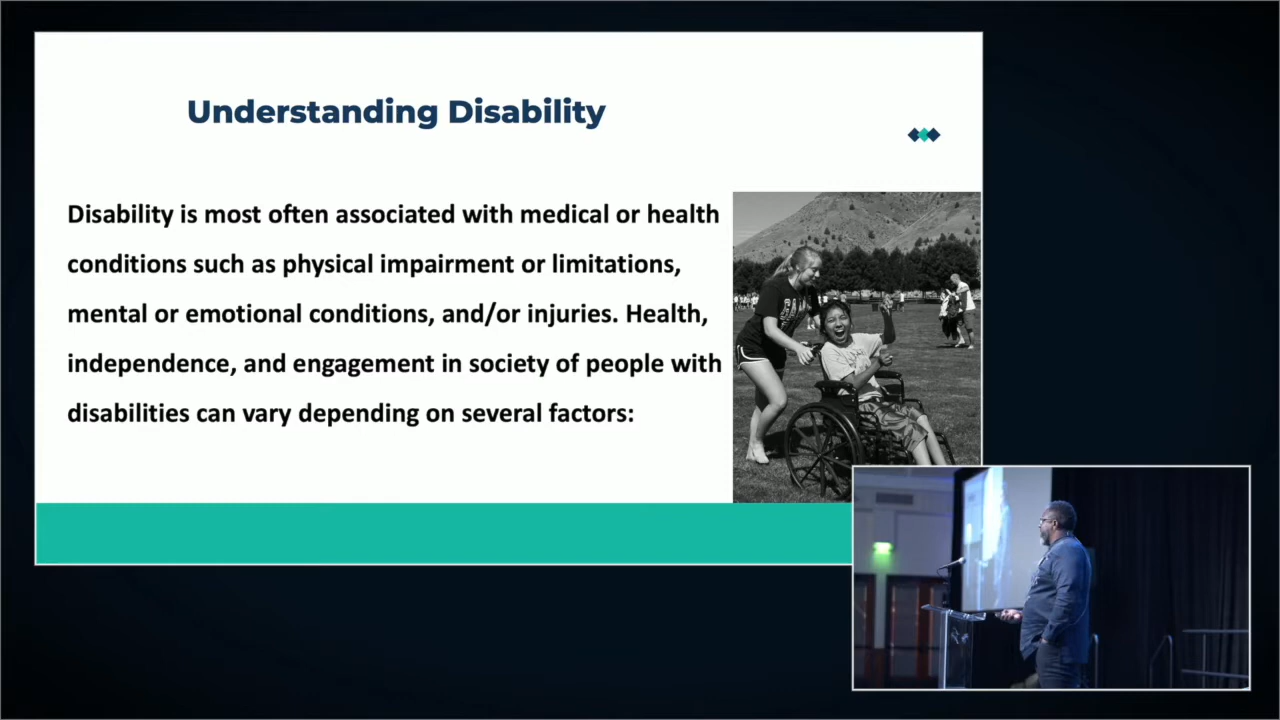 Understanding Disability
Disability is most often associated with medical or health
conditions such as physical impairment or limitations,
mental or emotional conditions, and/or injuries. Health,
independence, and engagement in society of people with
disabilities can vary depending on several factors: